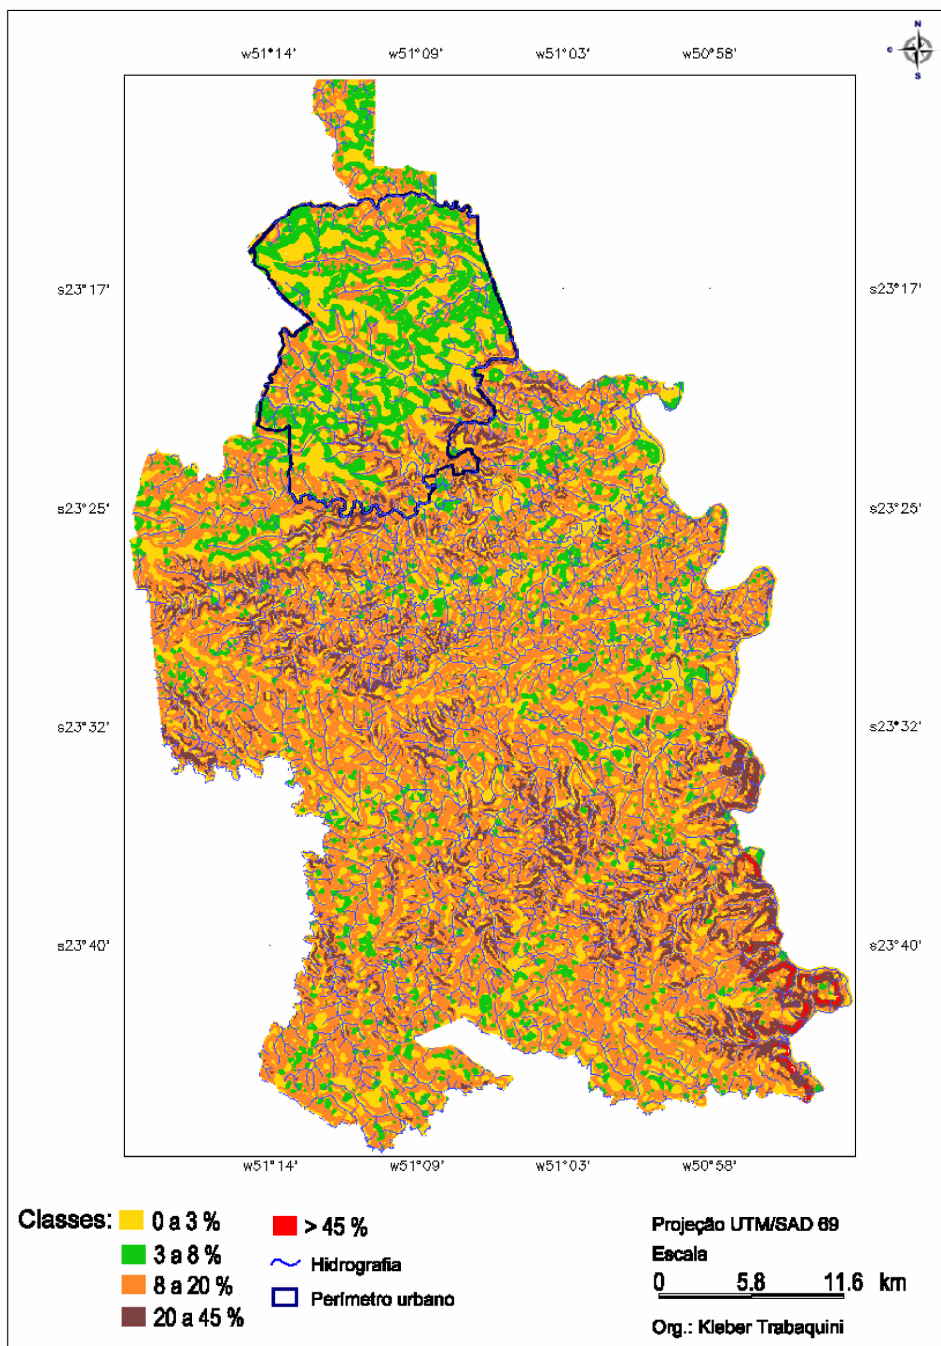 N
w51°14' w51°09' w51°03' w50°58'
S
s23°17' s23°17'
s23°25' s23°25'
s23°32' s23°32'
s23°40' s23°40'
w51°14' w51°09' w51°03' w50°58'
Classes: 0 a 3 % > 45 % Projeção UTM/SAD 69
3 a 8 % Hidrografia Escala
8 a 20 % Perímetro urbano 0 5.8 11.6 km
20 a 45 % Org.: Kleber Trabaquini